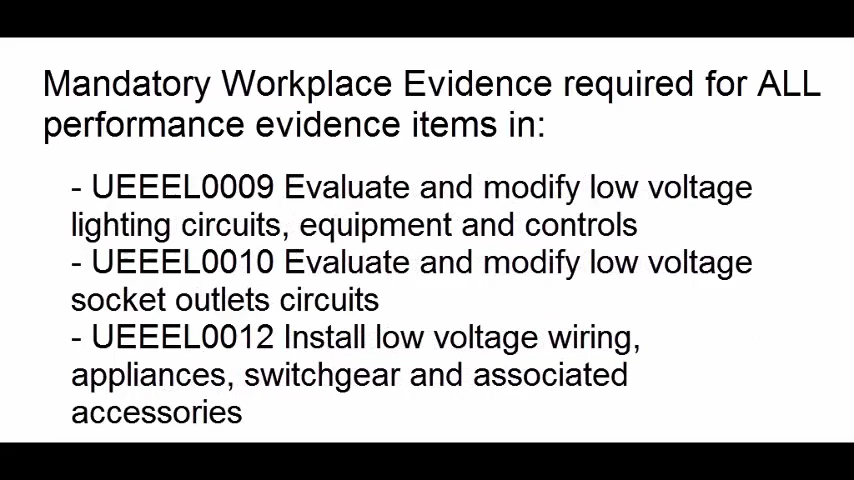 Mandatory Workplace Evidence required for ALL
performance evidence items in:
- UEEEL0009 Evaluate and modify low voltage
lighting circuits, equipment and controls
- UEEEL0010 Evaluate and modify low voltage
socket outlets circuits
- UEEEL0012 Install low voltage wiring,
appliances, switchgear and associated
accessories